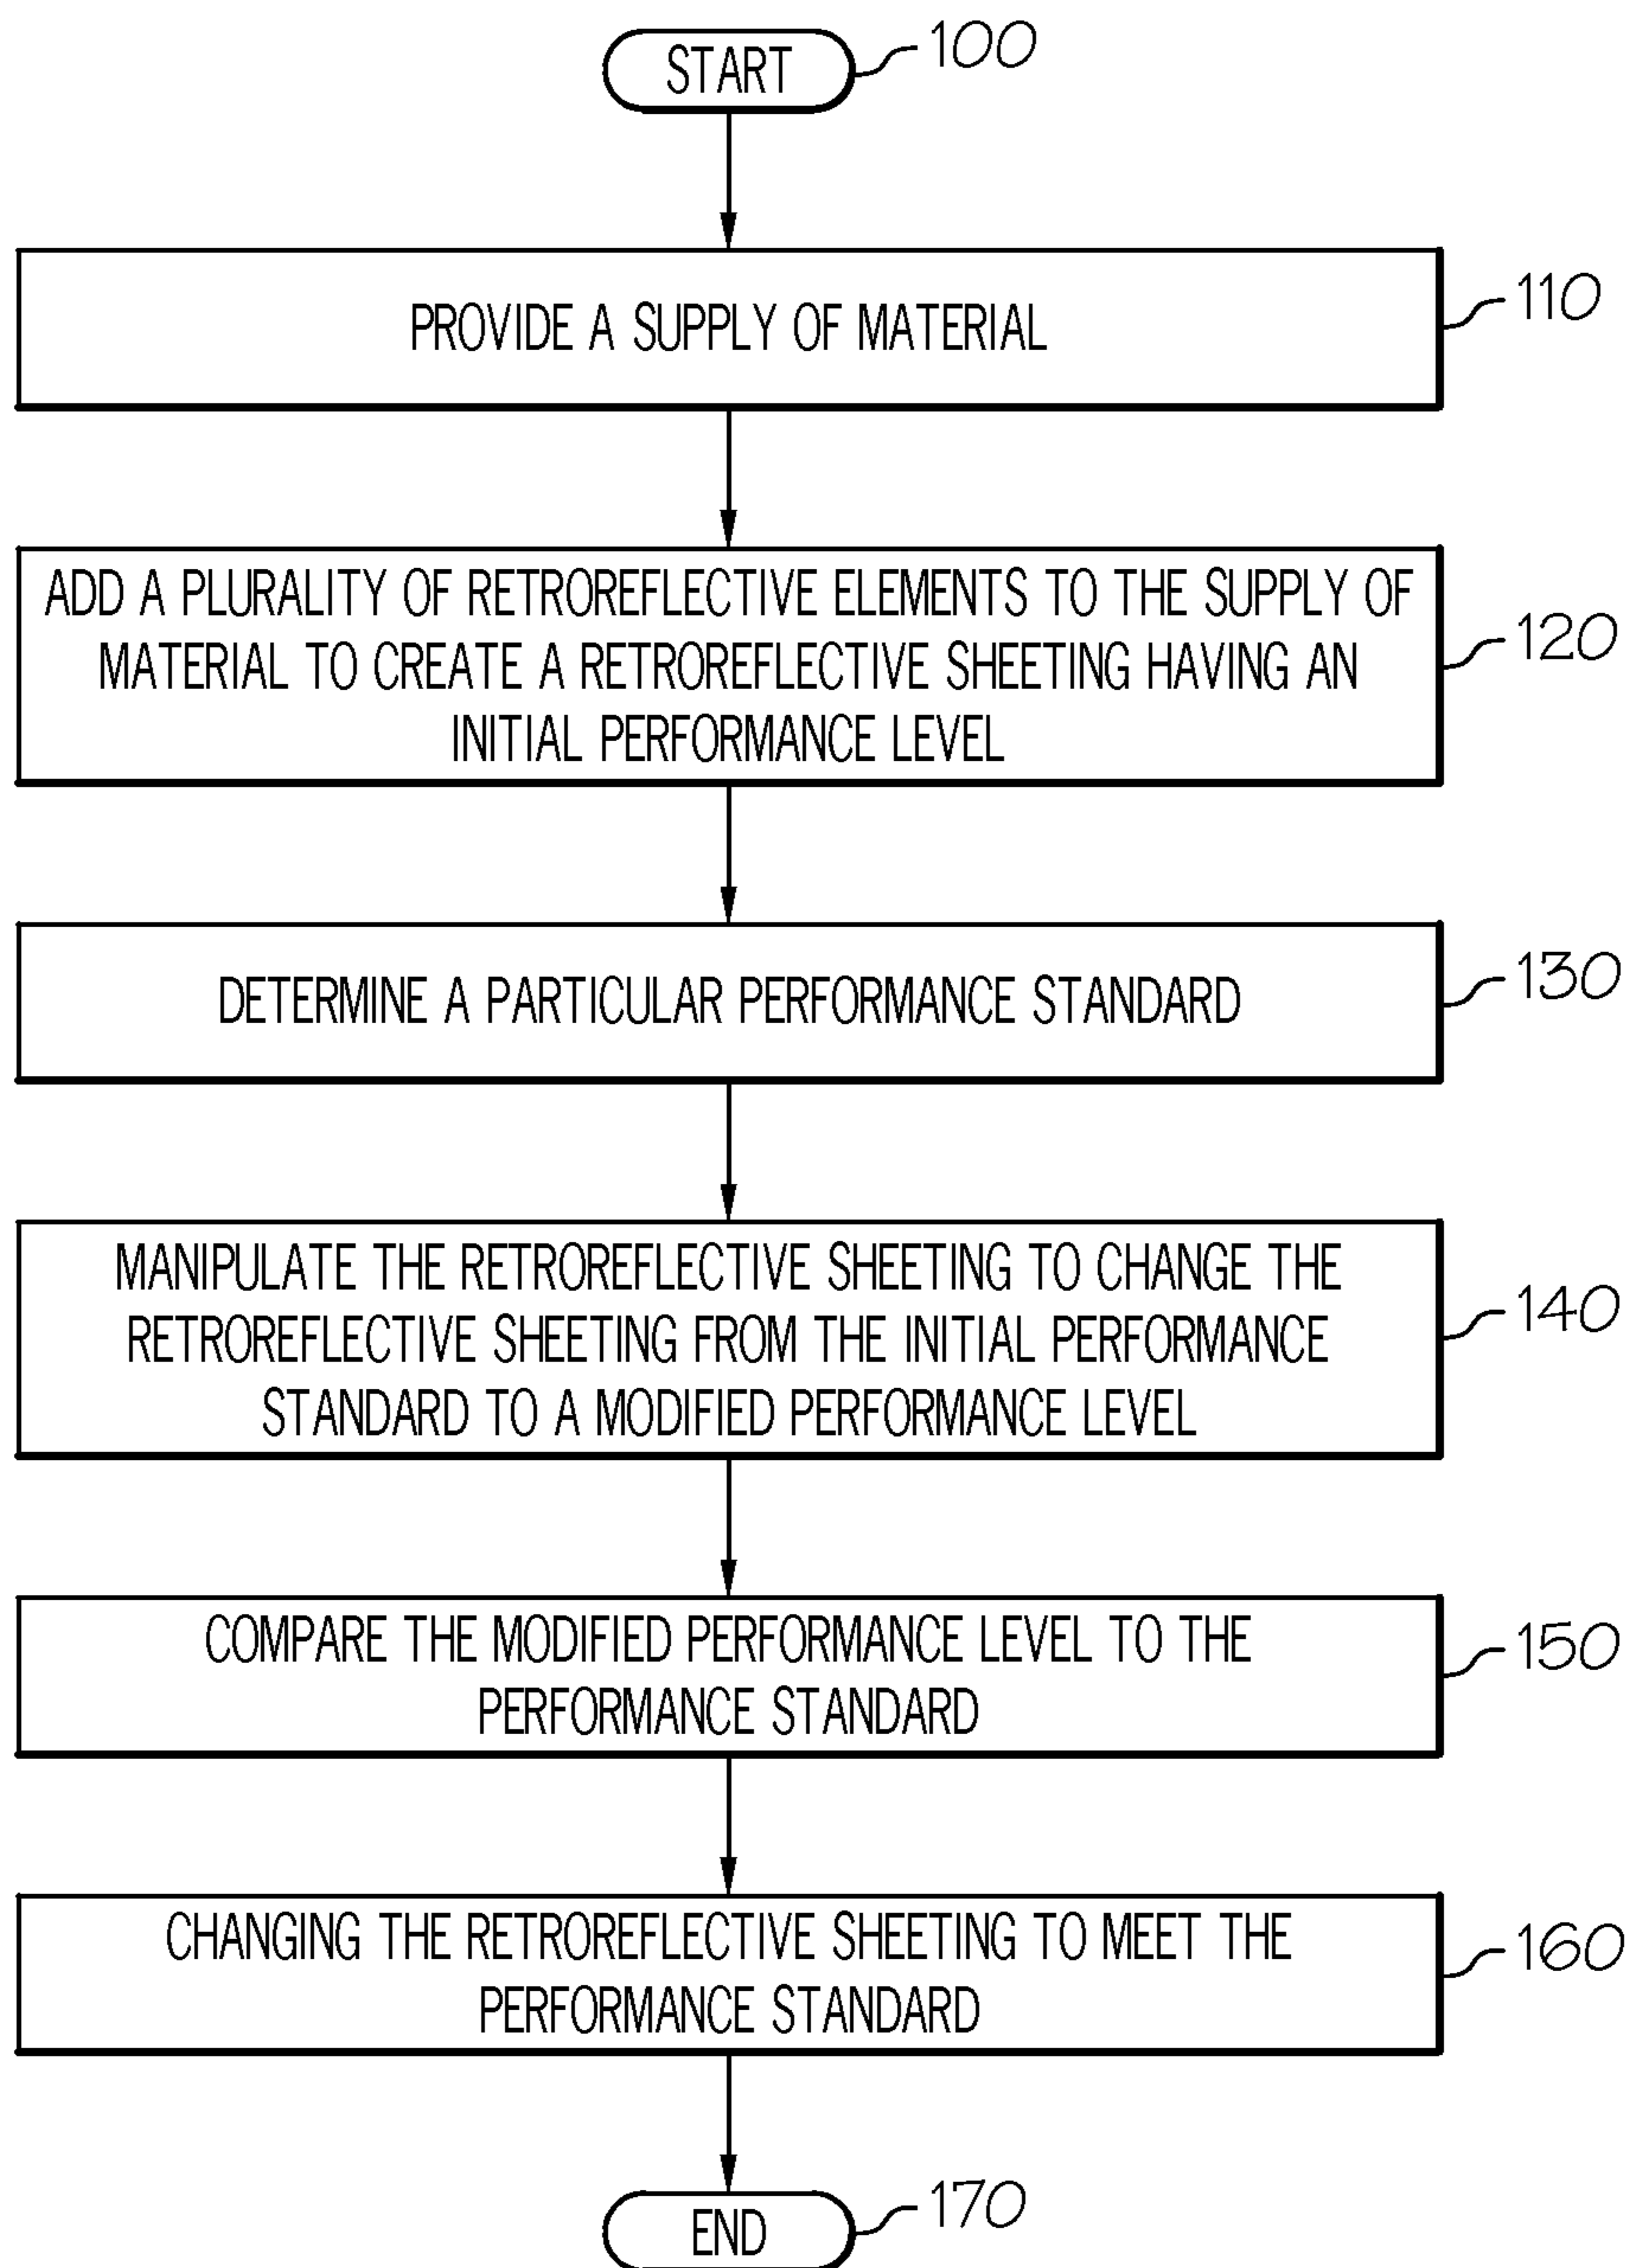 START
100
PROVIDE A SUPPLY OF MATERIAL
110
ADD A PLURALITY OF RETROREFLECTIVE ELEMENTS TO THE SUPPLY OF
MATERIAL TO CREATE A RETROREFLECTIVE SHEETING HAVING AN
INITIAL PERFORMANCE LEVEL
120
DETERMINE A PARTICULAR PERFORMANCE STANDARD
130
MANIPULATE THE RETROREFLECTIVE SHEETING TO CHANGE THE
RETROREFLECTIVE SHEETING FROM THE INITIAL PERFORMANCE
STANDARD TO A MODIFIED PERFORMANCE LEVEL
140
COMPARE THE MODIFIED PERFORMANCE LEVEL TO THE
PERFORMANCE STANDARD
150
CHANGING THE RETROREFLECTIVE SHEETING TO MEET THE
PERFORMANCE STANDARD
160
END
170